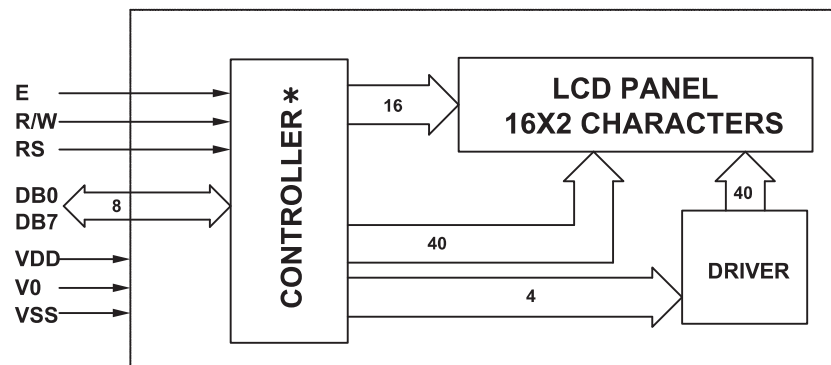 E
R/W
RS
DB0
DB7
8
VDD
V0
VSS
CONTROLLER*
16
LCD PANEL
16X2 CHARACTERS
40
40
DRIVER
4